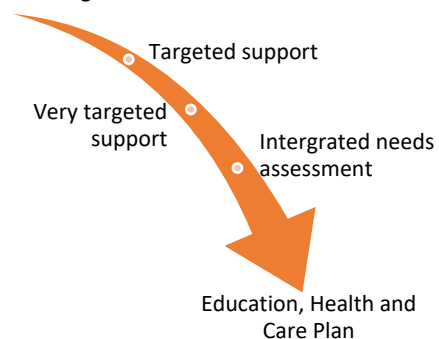 Targeted support
Very targeted
support
Intergrated needs
assessment
Education, Health and
Care Plan